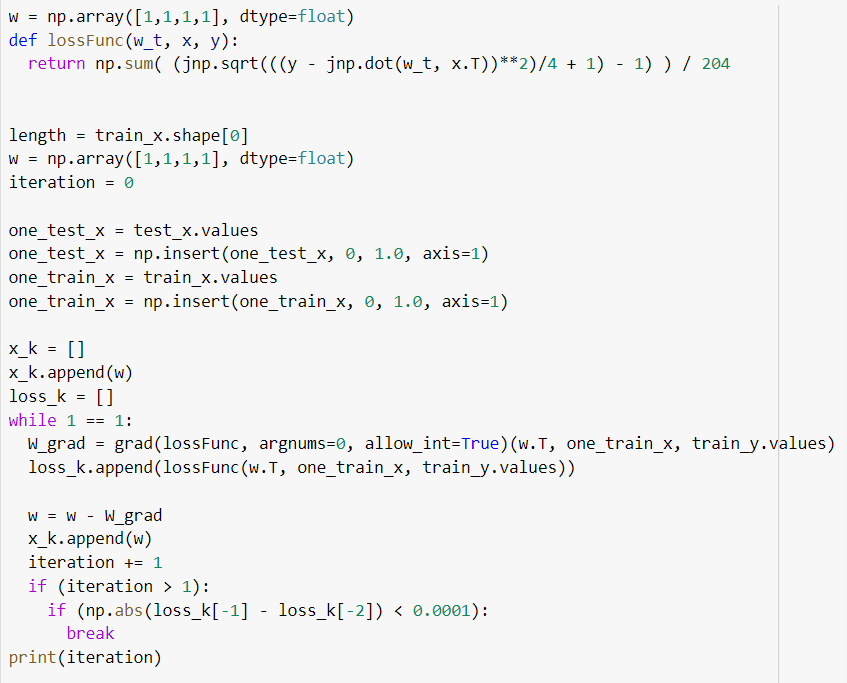 w = np.array([1,1,1,1], dtype=float)
def lossFunc(w_t, x, y):
  return np.sum( (jnp.sqrt(((y - jnp.dot(w_t, x.T))**2)/4 + 1) - 1) ) / 204
length = train_x.shape[0]
w = np.array([1,1,1,1], dtype=float)
iteration = 0
one_test_x = test_x.values
one_test_x = np.insert(one_test_x, 0, 1.0, axis=1)
one_train_x = train_x.values
one_train_x = np.insert(one_train_x, 0, 1.0, axis=1)
x_k = []
x_k.append(w)
loss_k = []
while 1 == 1:
  W_grad = grad(lossFunc, argnums=0, allow_int=True)(w.T, one_train_x, train_y.values)
  loss_k.append(lossFunc(w.T, one_train_x, train_y.values))
  w = w - W_grad
  x_k.append(w)
  iteration += 1
  if (iteration > 1):
    if (np.abs(loss_k[-1] - loss_k[-2]) < 0.0001):
      break
print(iteration)